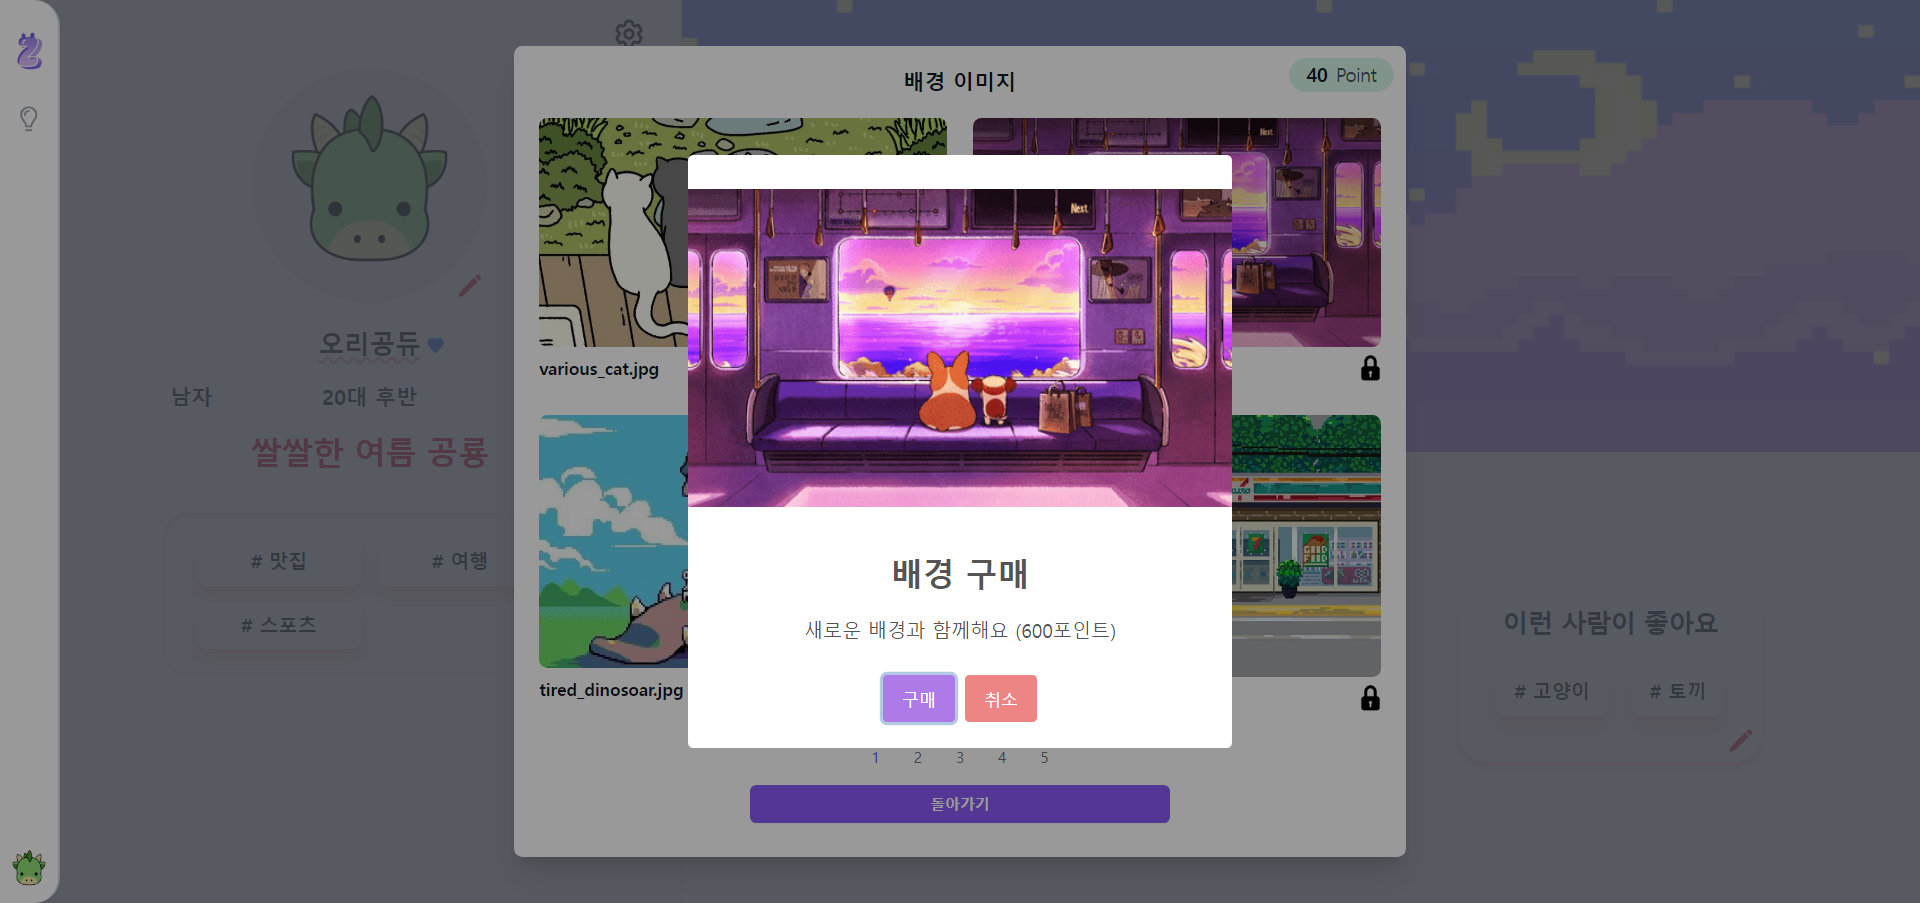 배경 이미지
40 Point
Next
Next
various_cat.jpg
오리공듀
남자
20대 후반
쌀쌀한 여름 공룡
# 맛집
# 여행
# 스포츠
GOOD
FOOD
배경 구매
새로운 배경과 함께해요 (600포인트)
구매
취소
tired_dinosoar.jpg
1 2 3 4 5
돌아가기
이런 사람이 좋아요
# 고양이
# 토끼